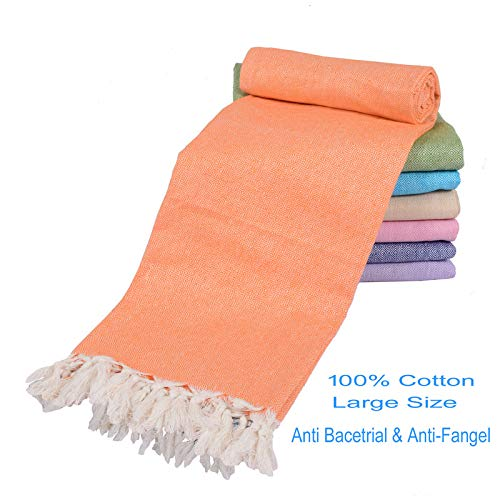 100% Cotton
Large Size
Anti Bacetrial & Anti-Fangel